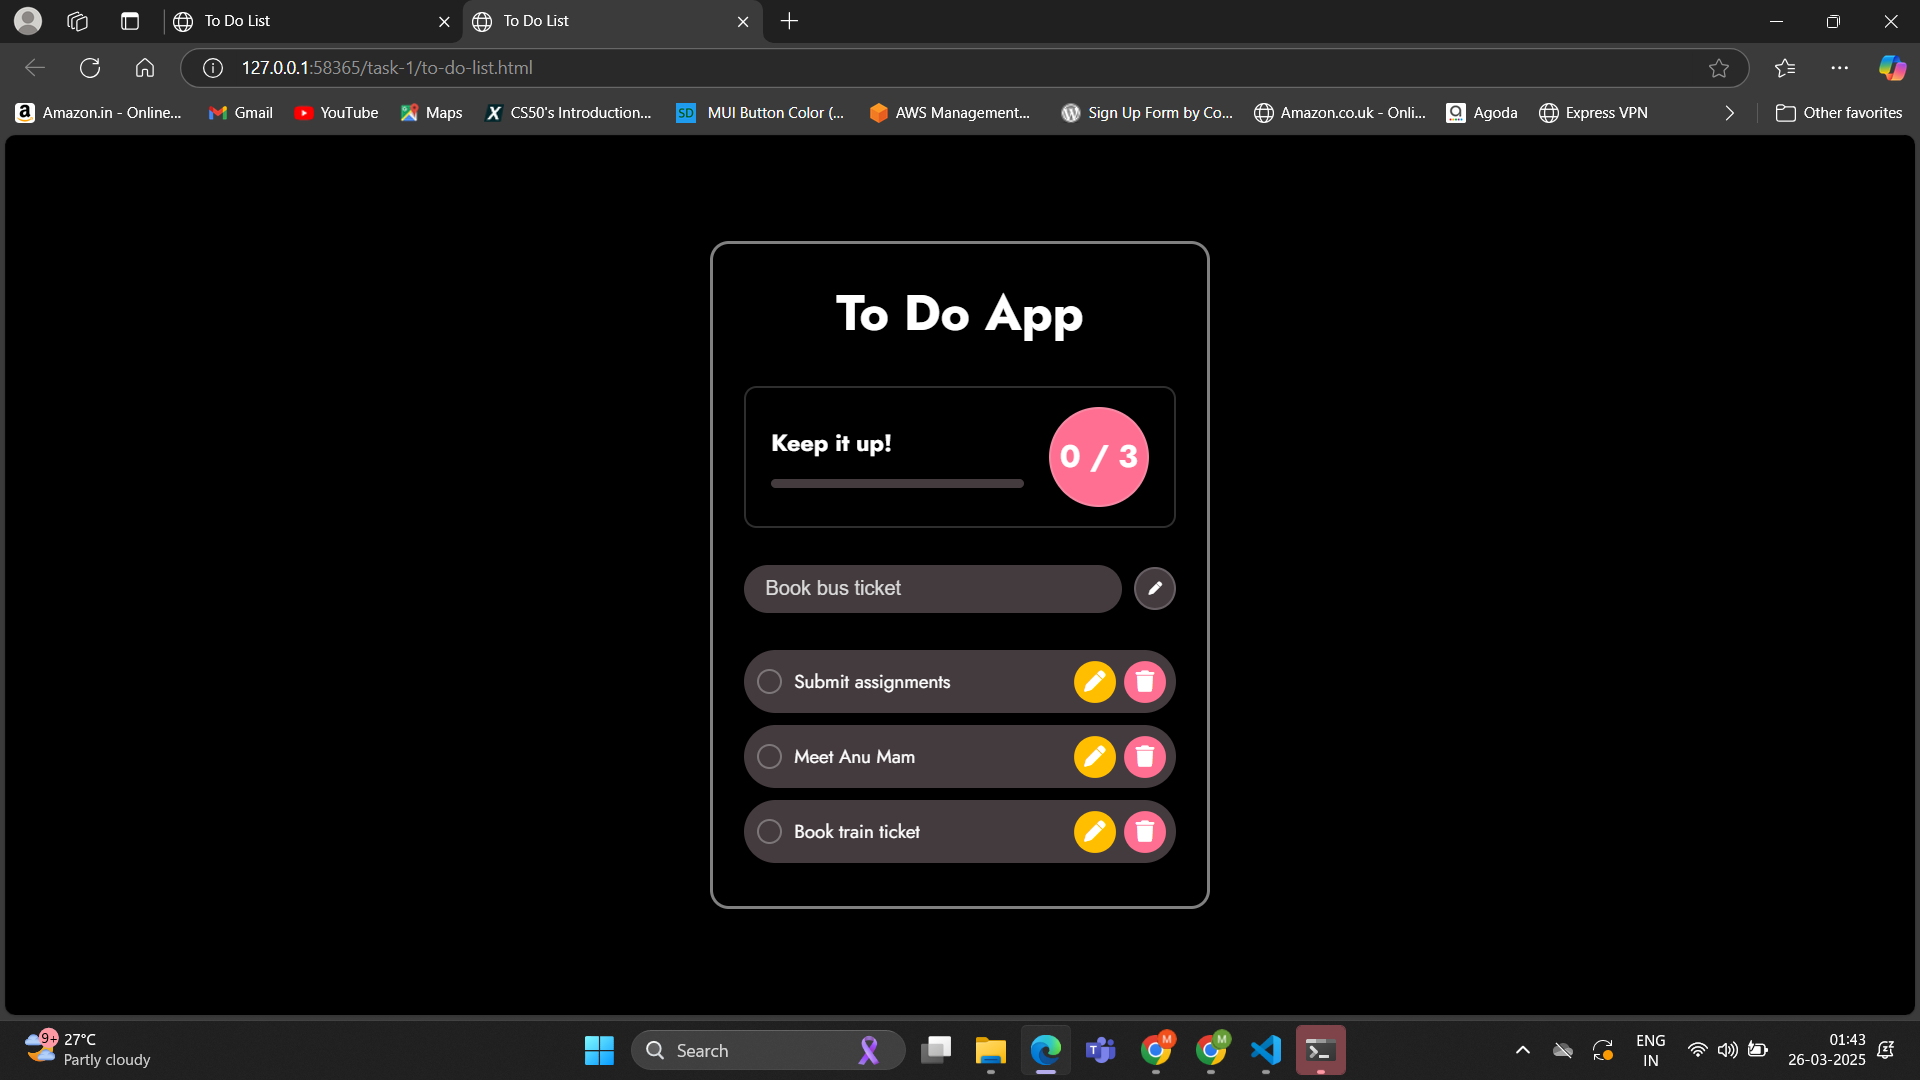 To Do List
To Do List
127.0.0.1:58365/task-1/to-do-list.html
Amazon.in - Online... Gmail YouTube Maps CS50's Introduction... SD MUI Button Color (... AWS Management... Sign Up Form by Co... Amazon.co.uk - Onli... Agoda Express VPN Other favorites
To Do App
Keep it up!
0 / 3
Book bus ticket
Submit assignments
Meet Anu Mam
Book train ticket
9+
27°C
Partly cloudy
Search
M
M
ENG
IN
01:43
26-03-2025